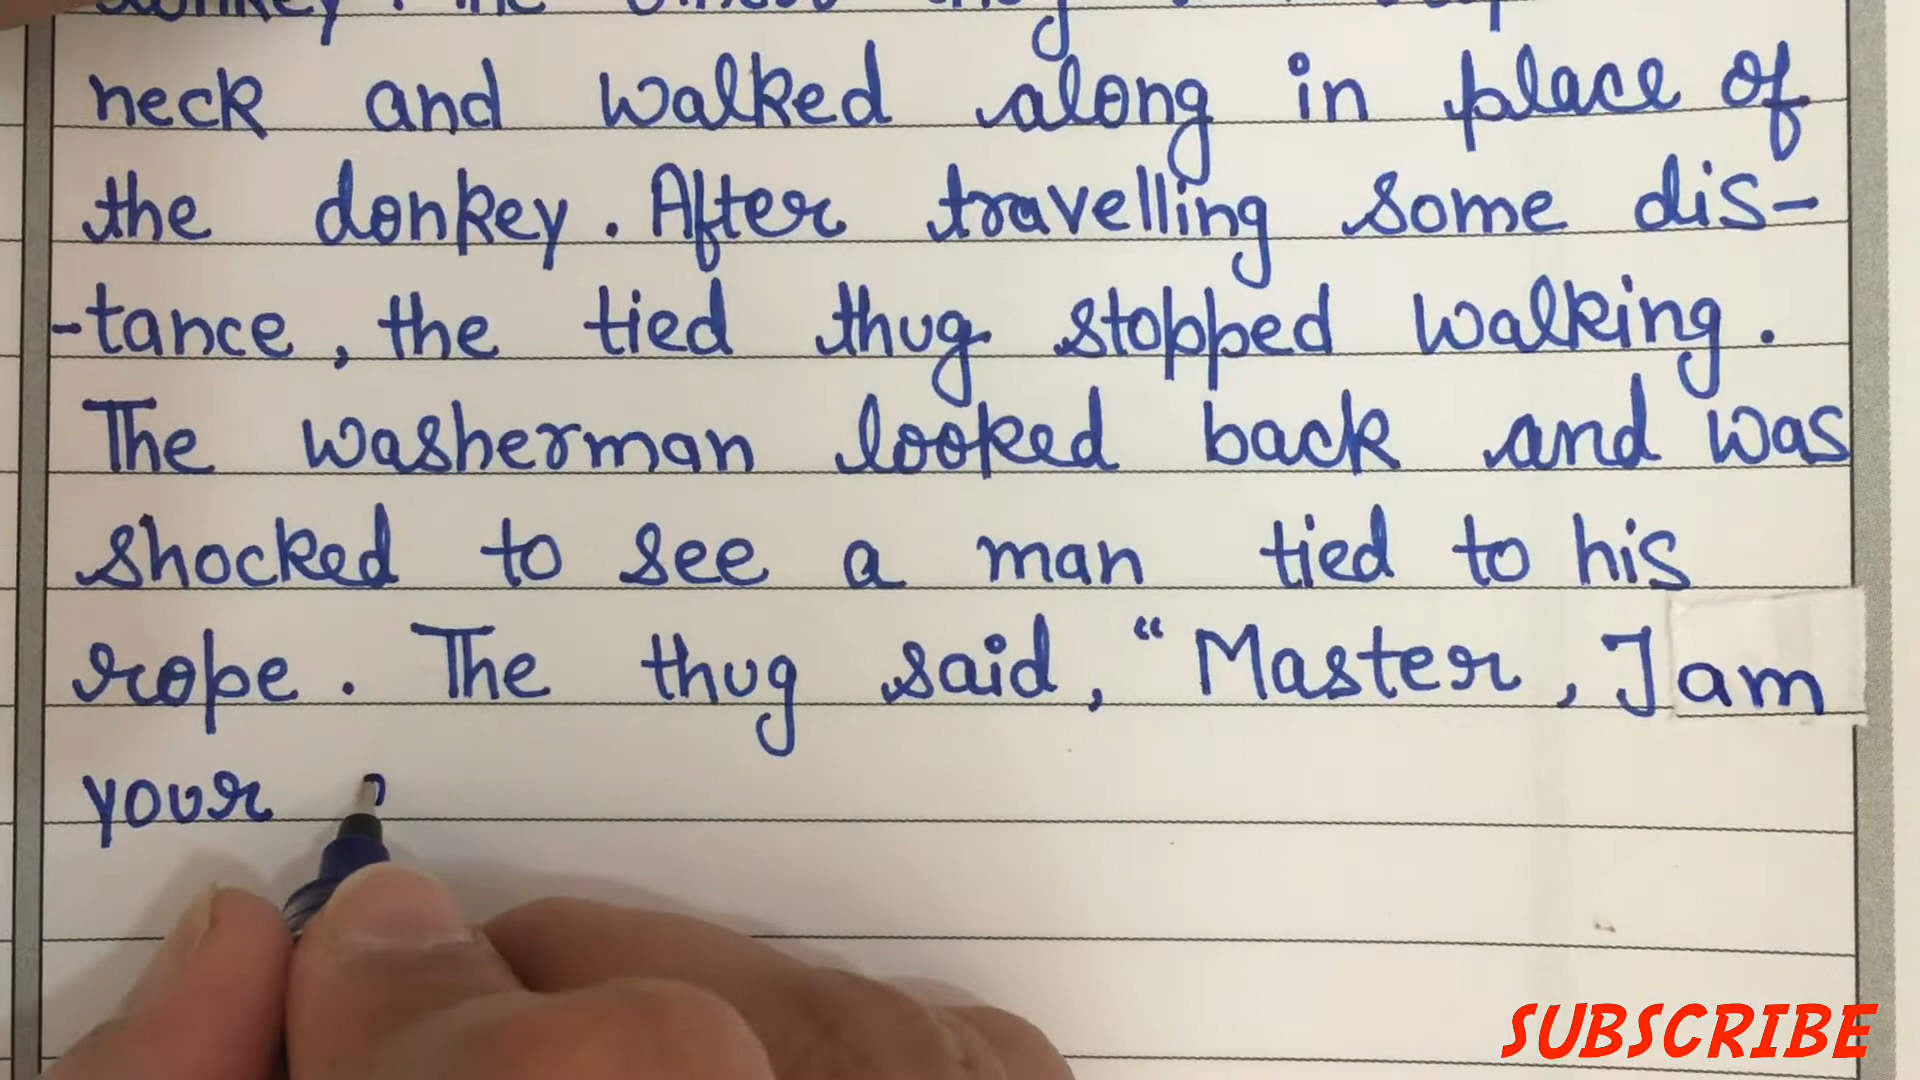 neck and walked along in place of
the donkey. After travelling some dis-
-tance, the tied thug stopped walking.
The washerman looked back and was
shocked to see a man tied to his
rope. The thug said, “Master, I am
your
SUBSCRIBE